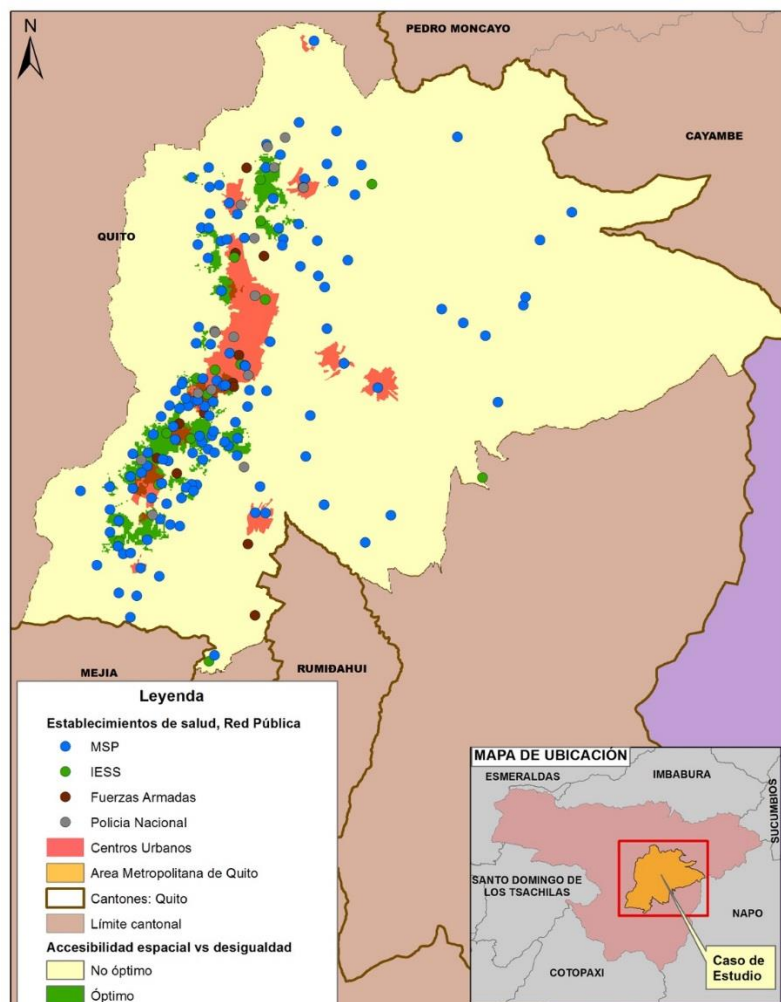 N
PEDRO MONCAYO
CAYAMBE
QUITO
MEJIA
RUMIÐAHUI
Leyenda
Establecimientos de salud, Red Pública
MSP
IESS
Fuerzas Armadas
Policia Nacional
Centros Urbanos
Area Metropolitana de Quito
Cantones: Quito
Límite cantonal
Accesibilidad espacial vs desigualdad
No óptimo
Óptimo
MAPA DE UBICACIÓN
ESMERALDAS
IMBABURA
SUCUMBIOS
SANTO DOMINGO DE
LOS TSACHILAS
NAPO
COTOPAXI
Caso de
Estudio